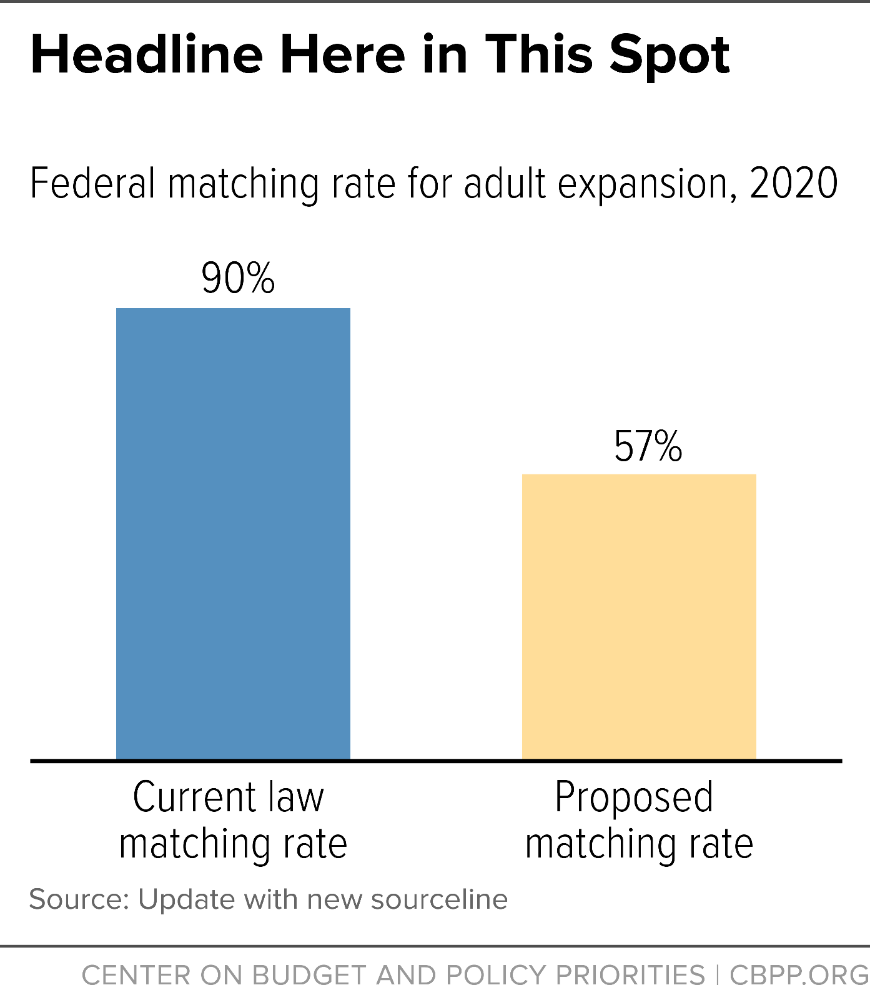 Headline Here in This Spot
Federal matching rate for adult expansion, 2020
90%
57%
Current law
matching rate
Proposed
matching rate
Source: Update with new sourceline
CENTER ON BUDGET AND POLICY PRIORITIES | CBPP.ORG